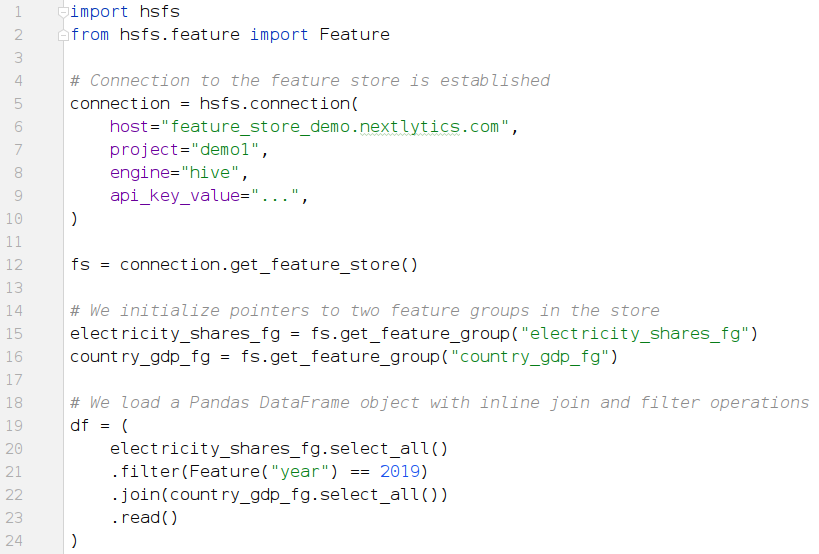 1 import hsfs
2 from hsfs.feature import Feature
3
4 # Connection to the feature store is established
5 connection = hsfs.connection(
6     host="feature_store_demo.nextlytics.com",
7     project="demo1",
8     engine="hive",
9     api_key_value="...",
10 )
11
12 fs = connection.get_feature_store()
13
14 # We initialize pointers to two feature groups in the store
15 electricity_shares_fg = fs.get_feature_group("electricity_shares_fg")
16 country_gdp_fg = fs.get_feature_group("country_gdp_fg")
17
18 # We load a Pandas DataFrame object with inline join and filter operations
19 df = (
20     electricity_shares_fg.select_all()
21     .filter(Feature("year") == 2019)
22     .join(country_gdp_fg.select_all())
23     .read()
24 )